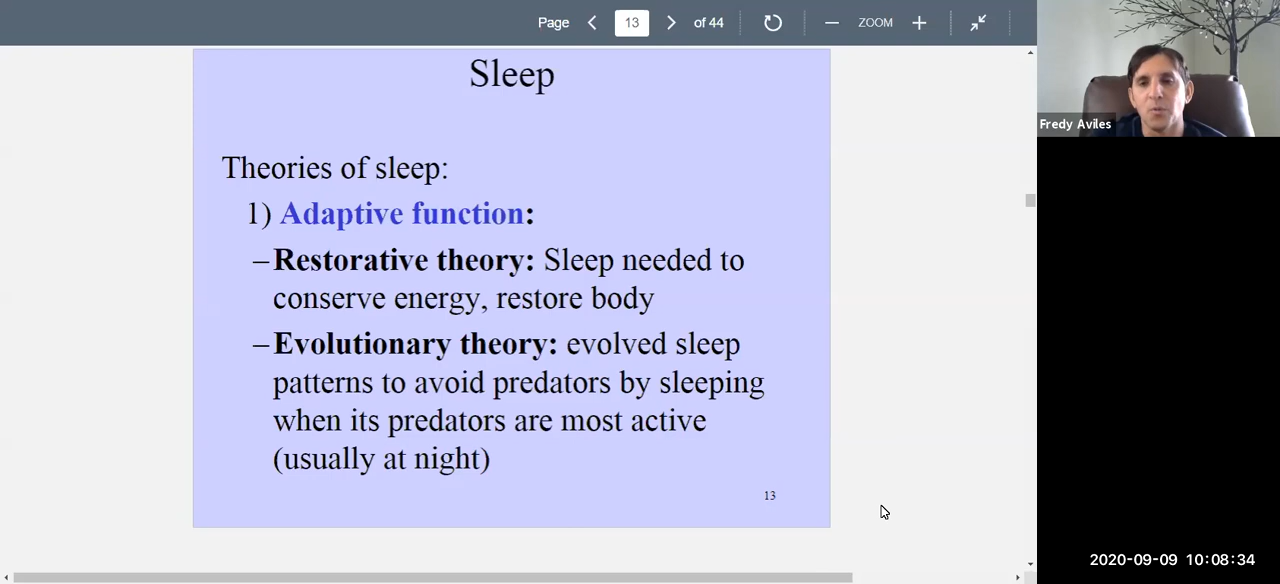 Page
13
of 44
ZOOM
Sleep
Theories of sleep:
1) Adaptive function:
–Restorative theory: Sleep needed to
conserve energy, restore body
–Evolutionary theory: evolved sleep
patterns to avoid predators by sleeping
when its predators are most active
(usually at night)
13
Fredy Aviles
2020-09-09 10:08:34